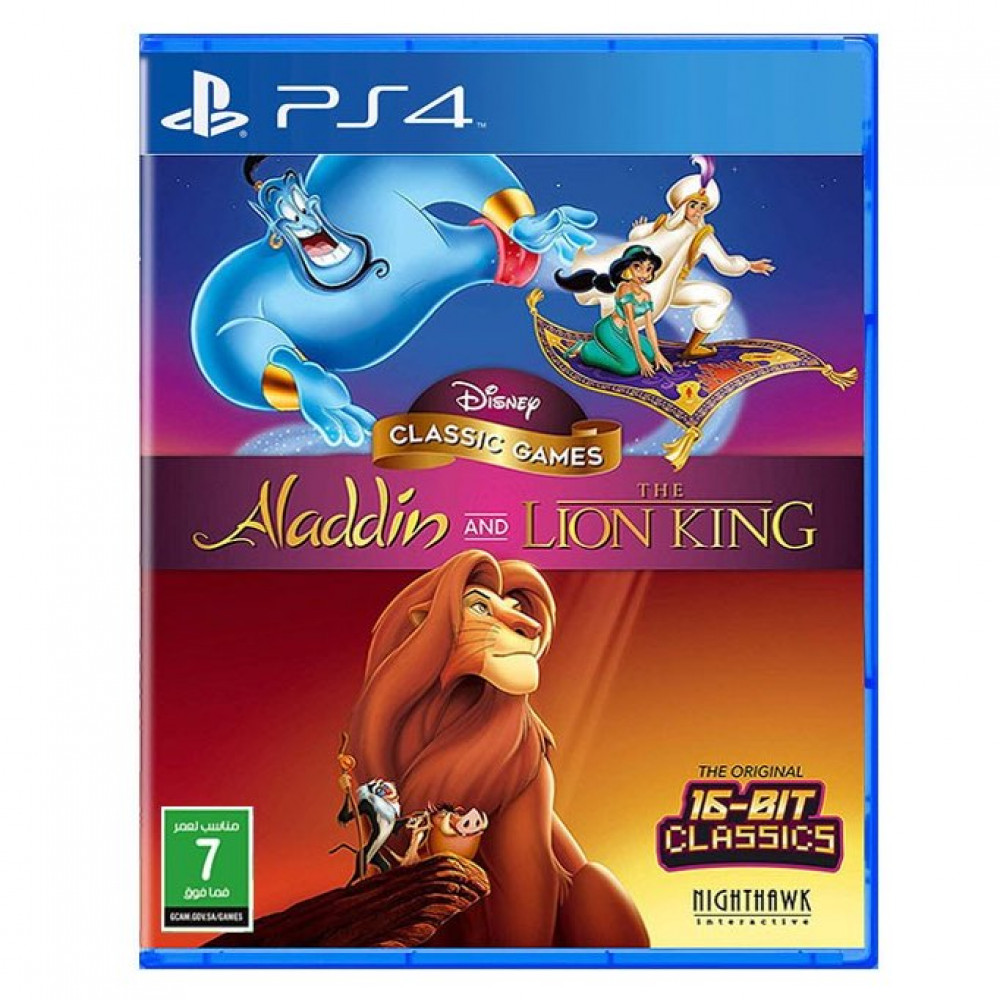 PS4
Disney
CLASSIC GAMES
Aladdin AND THE LION KING
THE ORIGINAL
16-BIT
CLASSICS
NIGHTHAWK
interactive
مناسب لعمر
7
فما فوق
GCAM.GOV.SA/GAMES